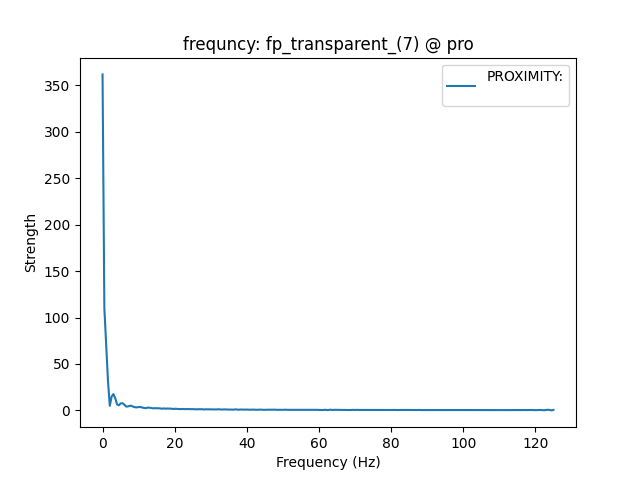 frequncy: fp_transparent_(7) @ pro
PROXIMITY:
350
300
250
200
150
100
50
0
Strength
0 20 40 60 80 100 120
Frequency (Hz)